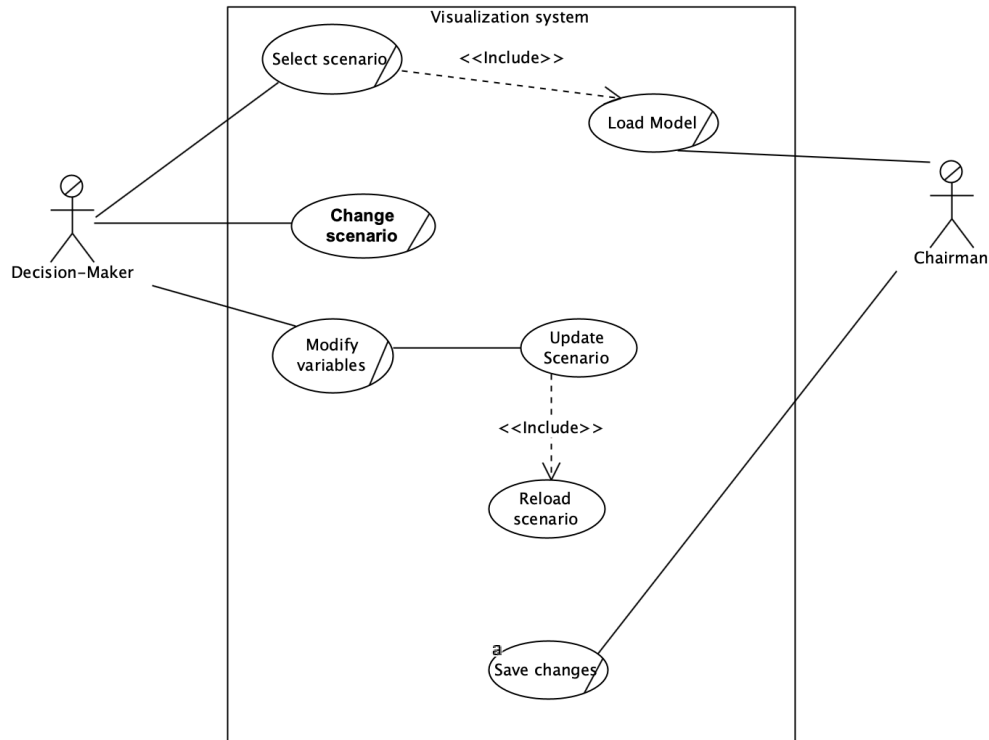 Visualization system
Select scenario
<<Include>>
Load Model
Change
scenario
Decision-Maker
Chairman
Modify
variables
Update
Scenario
<<Include>>
Reload
scenario
a
Save changes